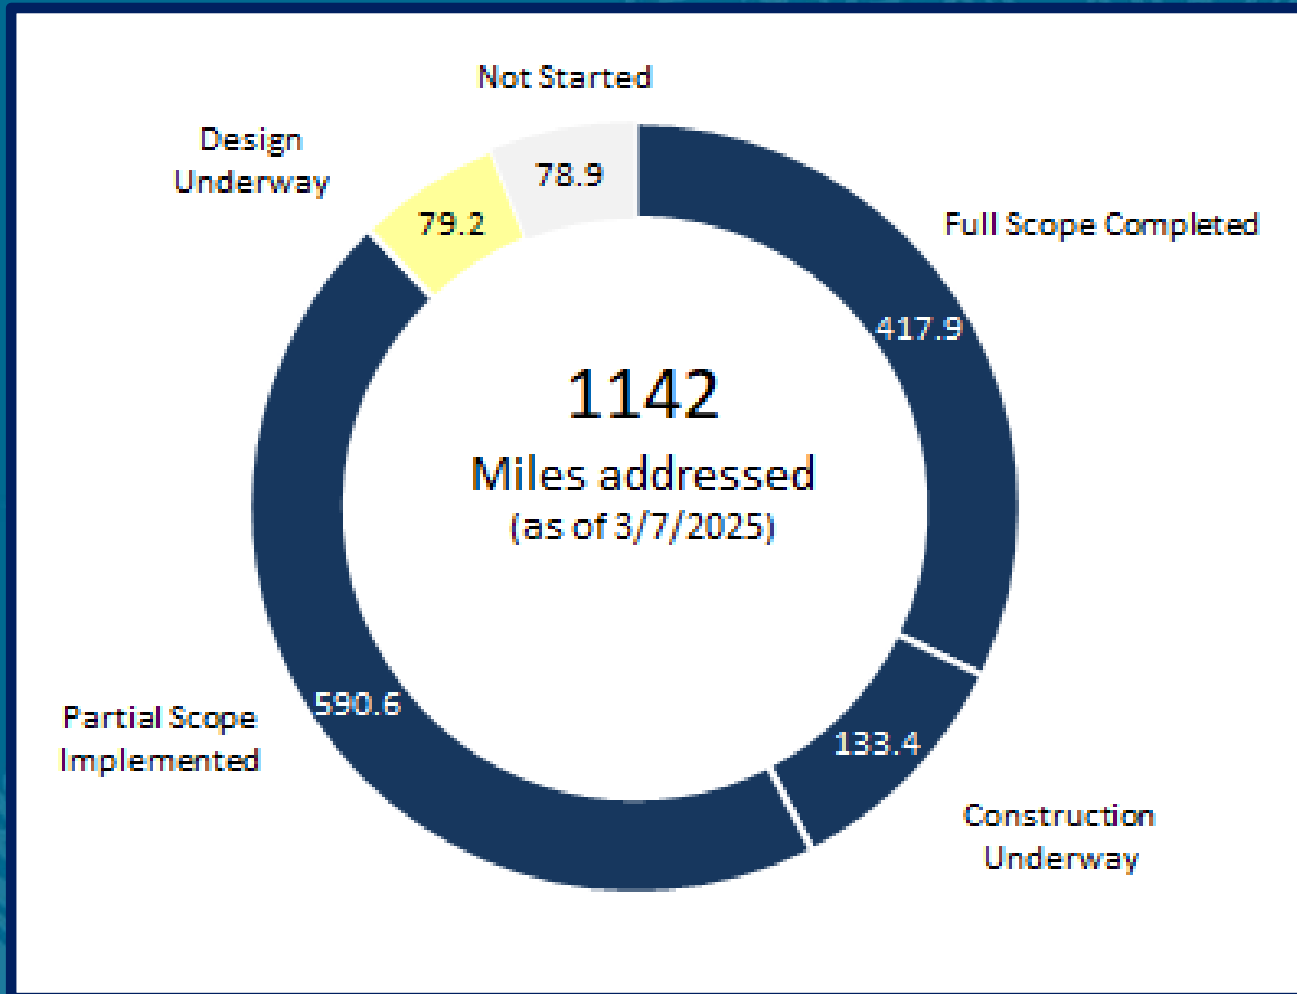 Not Started
78.9
Design
Underway
79.2
Full Scope Completed
417.9
1142
Miles addressed
(as of 3/7/2025)
Partial Scope
Implemented
590.6
133.4
Construction
Underway